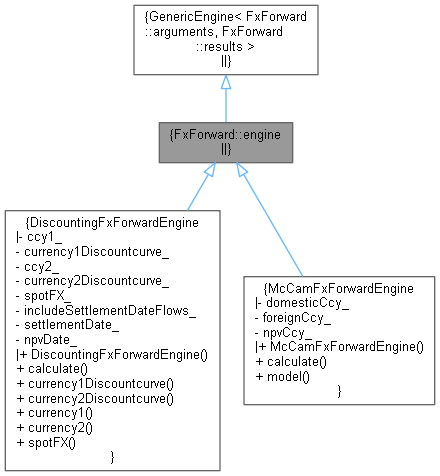 {GenericEngine< FxForward
::arguments, FxForward
::results >
||}
{FxForward::engine
||}
{DiscountingFxForwardEngine
|- ccy1_
- currency1Discountcurve_
- ccy2_
- currency2Discountcurve_
- spotFX_
- includeSettlementDateFlows_
- settlementDate_
- npvDate_
|+ DiscountingFxForwardEngine()
+ calculate()
+ currency1Discountcurve()
+ currency2Discountcurve()
+ currency1()
+ currency2()
+ spotFX()
}
{McCamFxForwardEngine
|- domesticCcy_
- foreignCcy_
- npvCcy_
|+ McCamFxForwardEngine()
+ calculate()
+ model()
}